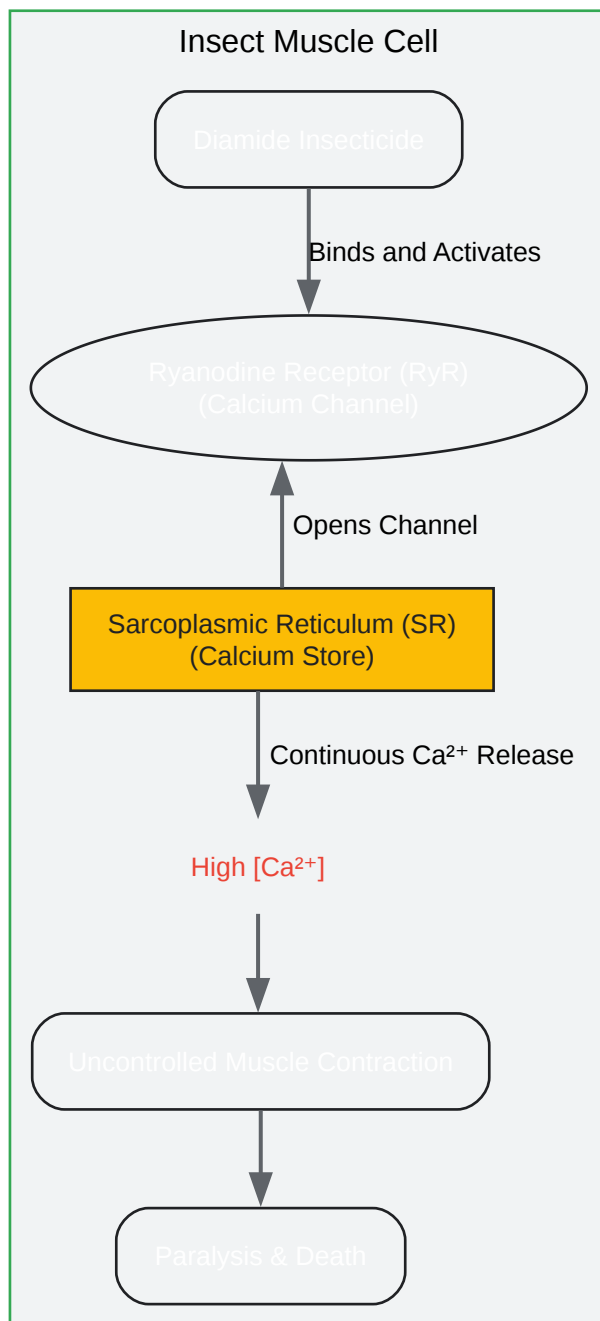 Insect Muscle Cell
Diamide Insecticide
Binds and Activates
Ryanodine Receptor (RyR)
(Calcium Channel)
Opens Channel
Sarcoplasmic Reticulum (SR)
(Calcium Store)
Continuous Ca²⁺ Release
High [Ca²⁺]
Uncontrolled Muscle Contraction
Paralysis & Death